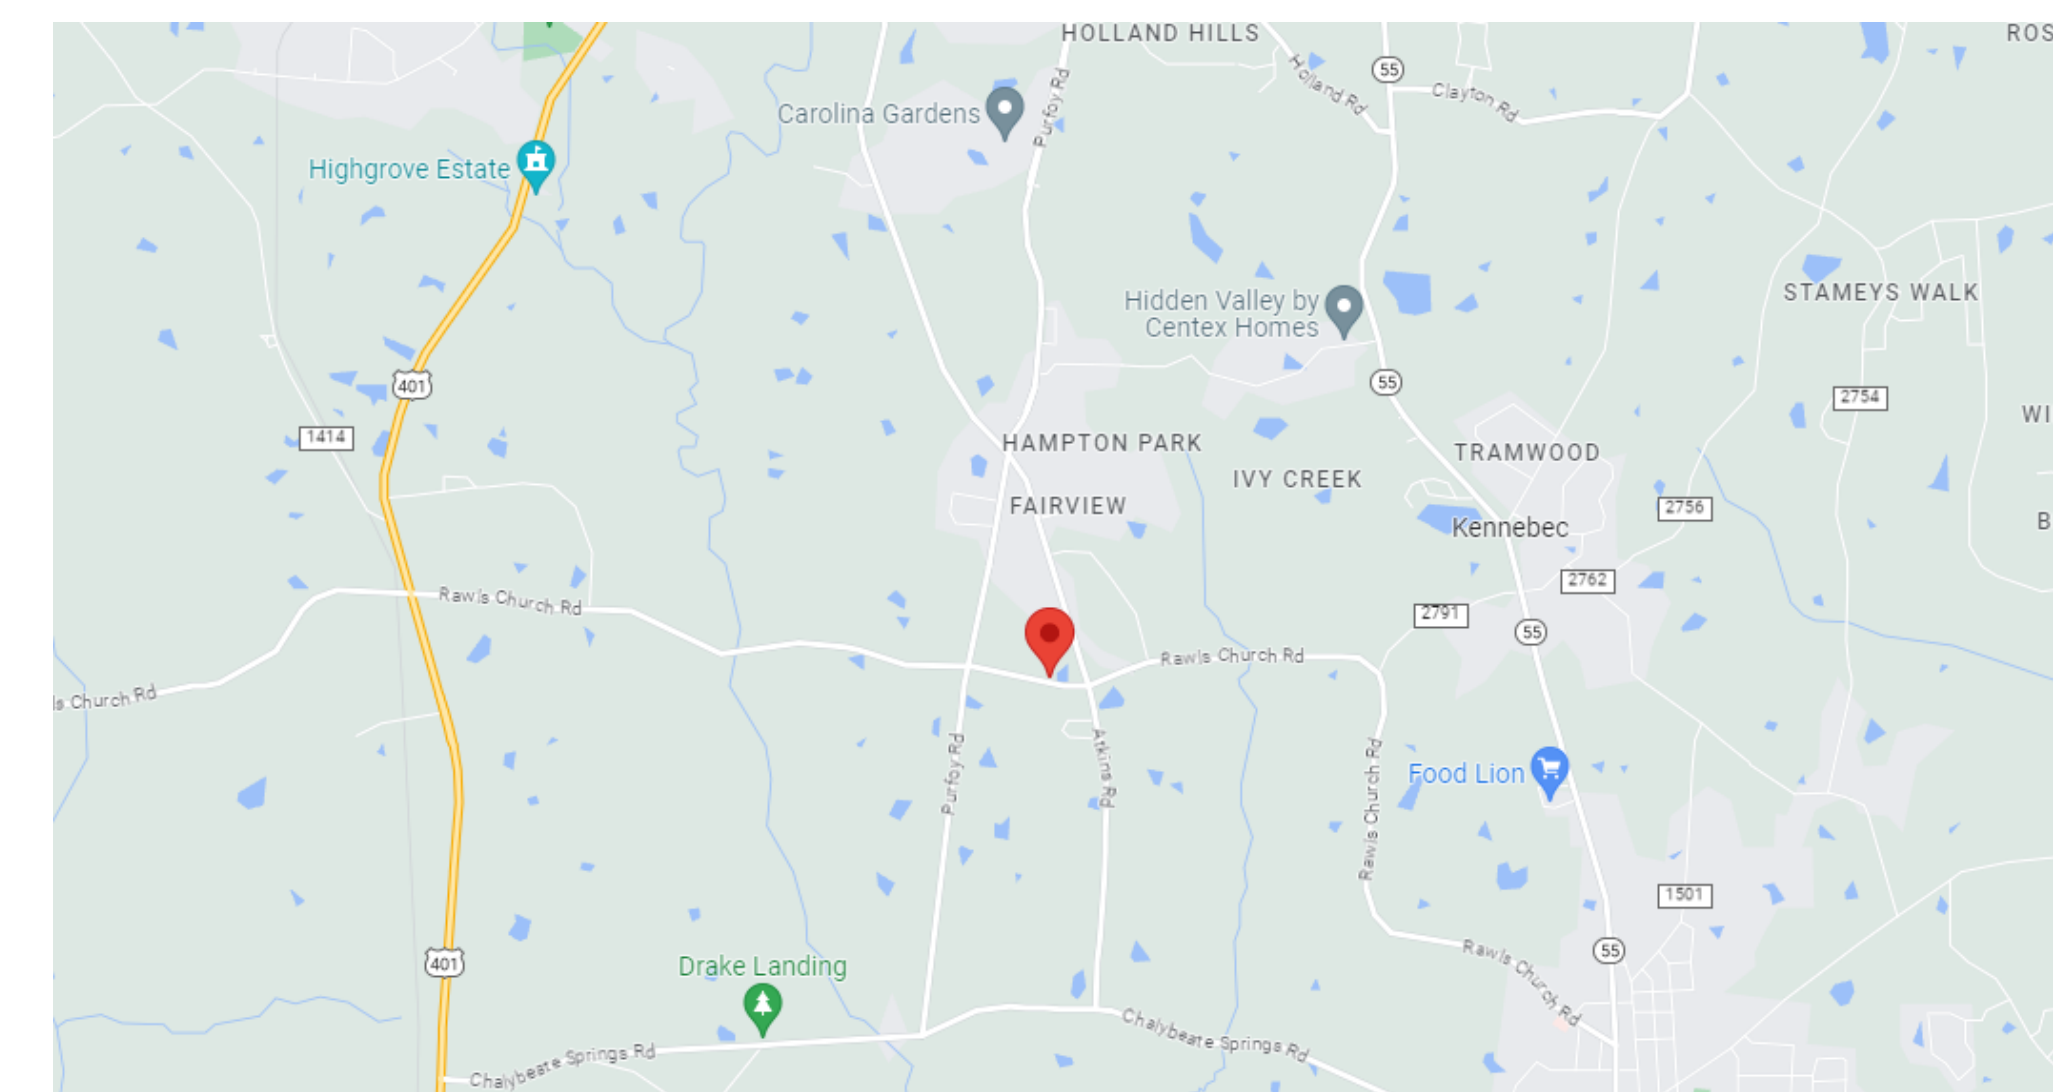 HOLLAND HILLS
ROS
55
Holland Rd
Clayton Rd
Purfoy Rd
Carolina Gardens
Highgrove Estate
STAMEYS WALK
Hidden Valley by
Centex Homes
401
55
2754
WI
1414
HAMPTON PARK
TRAMWOOD
IVY CREEK
FAIRVIEW
2756
B
Kennebec
2762
Rawls Church Rd
2791
55
Rawls Church Rd
ls Church Rd
Purfoy Rd
Atkins Rd
Rawls Church Rd
Food Lion
1501
401
Drake Landing
55
Rawls Church Rd
Chalybeate Springs Rd
Chalybeate Springs Rd